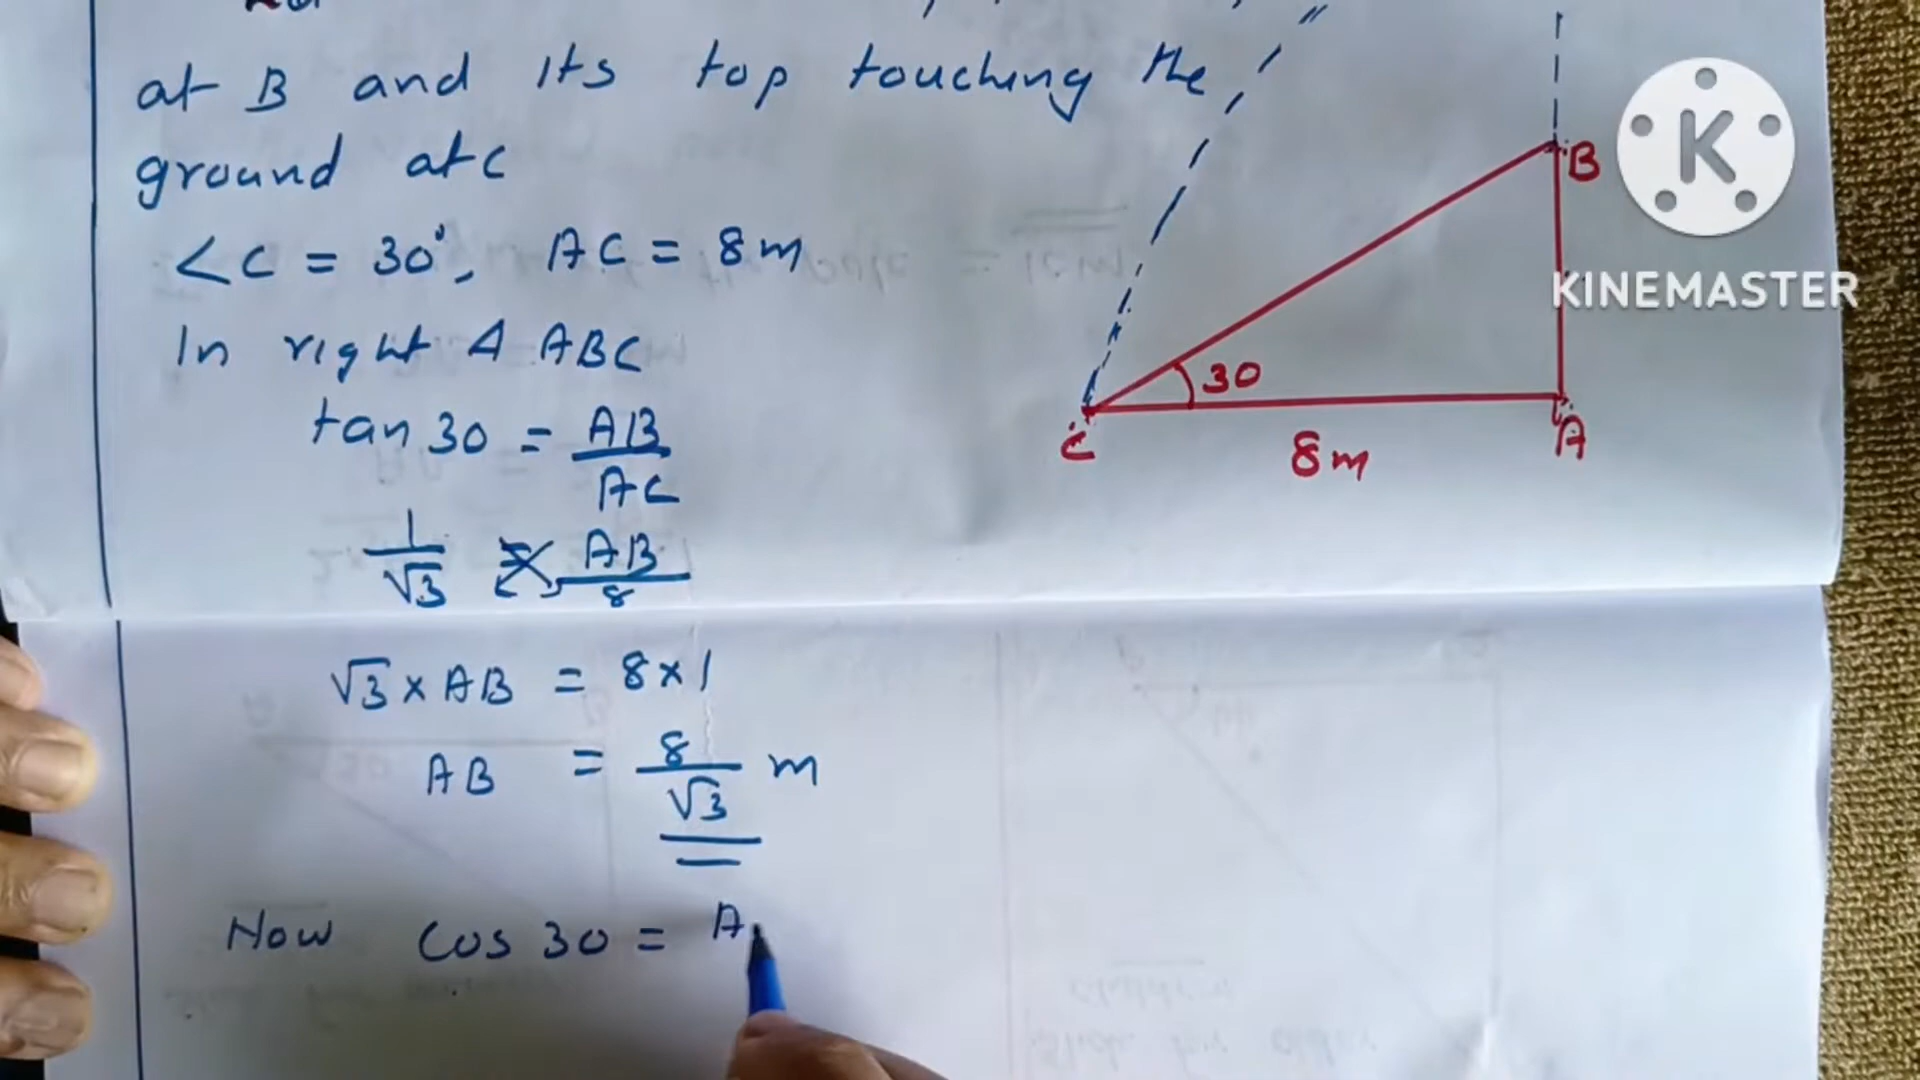 at B and its top touching the
ground at C
∠C = 30°, AC = 8m
In right Δ ABC
tan 30 = AB/AC
1/√3 = AB/8
√3 × AB = 8 × 1
AB = 8/√3 m
Now cos 30 = A
B
30
C
8m
A
K
KINEMASTER